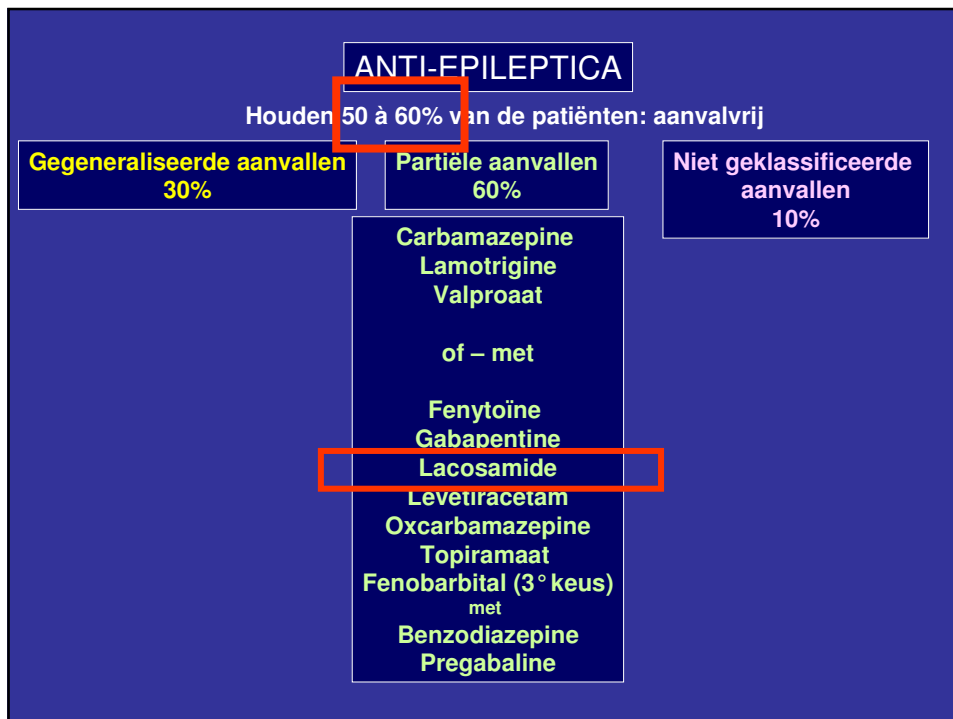 ANTI-EPILEPTICA
Houden 50 à 60% van de patiënten: aanvalvrij
Gegeneraliseerde aanvallen
30%
Partiële aanvallen
60%
Niet geklassificeerde
aanvallen
10%
Carbamazepine
Lamotrigine
Valproaat
of – met
Fenytoïne
Gabapentine
Lacosamide
Levetiracetam
Oxcarbamazepine
Topiramaat
Fenobarbital (3° keus)
met
Benzodiazepine
Pregabaline